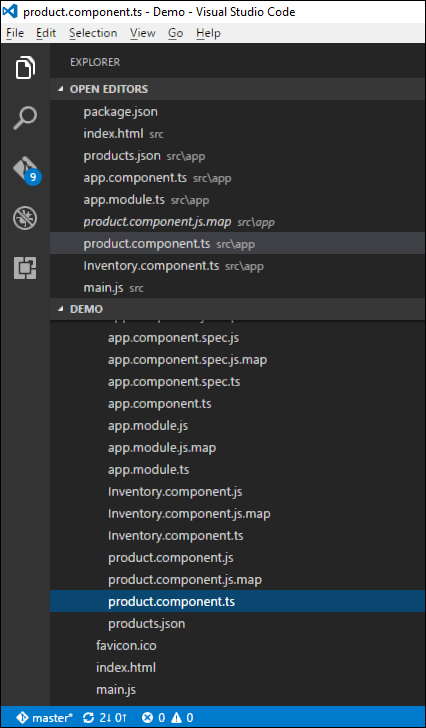 product.component.ts - Demo - Visual Studio Code
File Edit Selection View Go Help
EXPLORER
OPEN EDITORS
package.json
index.html src
products.json src\app
app.component.ts src\app
app.module.ts src\app
product.component.js.map src\app
9
product.component.ts src\app
Inventory.component.ts src\app
main.js src
DEMO
app.component.spec.js
app.component.spec.js.map
app.component.spec.ts
app.component.ts
app.module.js
app.module.js.map
app.module.ts
Inventory.component.js
Inventory.component.js.map
Inventory.component.ts
product.component.js
product.component.js.map
product.component.ts
products.json
favicon.ico
index.html
main.js
master* 2↓ 0↑ 0 0